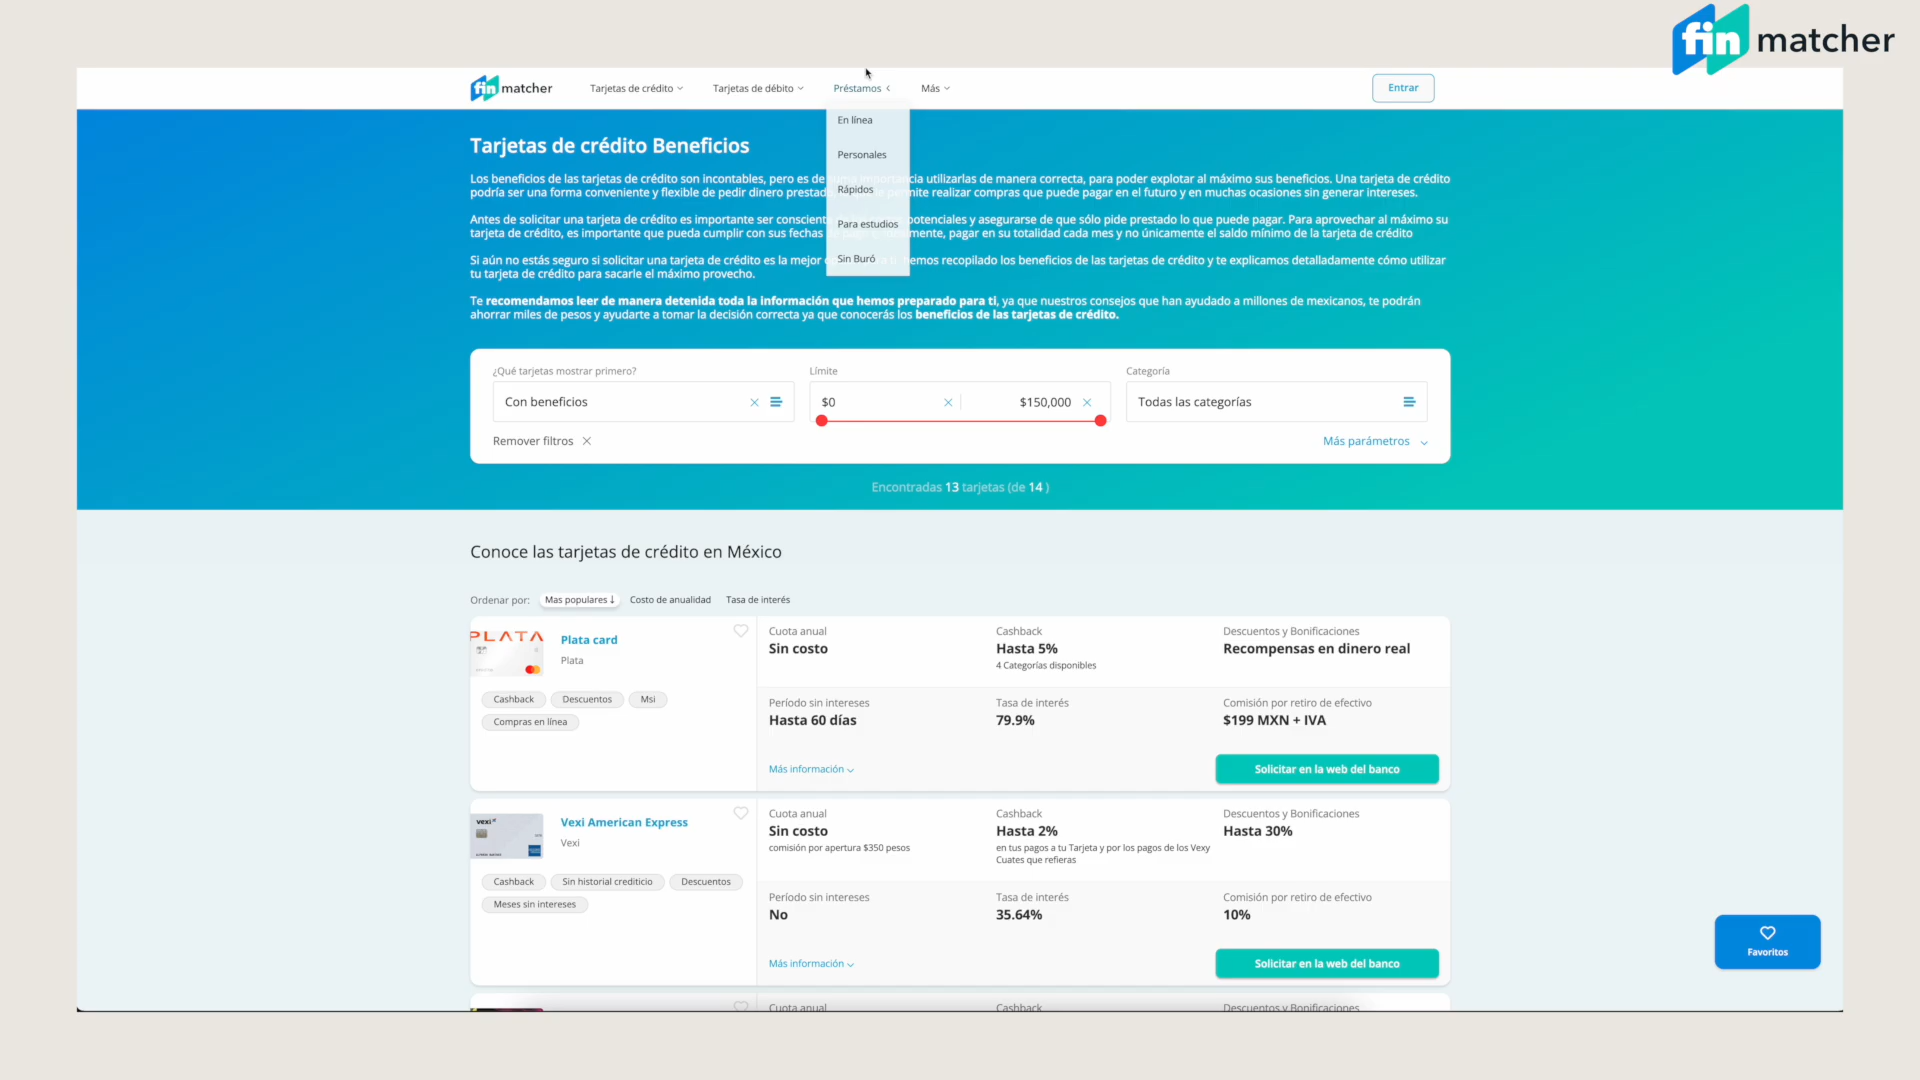 fin matcher
fin matcher
Tarjetas de crédito
Tarjetas de débito
Préstamos
Más
Entrar
En línea
Personales
Rápidos
Para estudios
Sin Buró
Tarjetas de crédito Beneficios
Los beneficios de las tarjetas de crédito son incontables, pero es de suma importancia utilizarlas de manera correcta, para poder explotar al máximo sus beneficios. Una tarjeta de crédito
podría ser una forma conveniente y flexible de pedir dinero prestad permite realizar compras que puede pagar en el futuro y en muchas ocasiones sin generar intereses.
Antes de solicitar una tarjeta de crédito es importante ser consciente potenciales y asegurarse de que sólo pide prestado lo que puede pagar. Para aprovechar al máximo su
tarjeta de crédito, es importante que pueda cumplir con sus fechas mente, pagar en su totalidad cada mes y no únicamente el saldo mínimo de la tarjeta de crédito
Si aún no estás seguro si solicitar una tarjeta de crédito es la mejor hemos recopilado los beneficios de las tarjetas de crédito y te explicamos detalladamente cómo utilizar
tu tarjeta de crédito para sacarle el máximo provecho.
Te recomendamos leer de manera detenida toda la información que hemos preparado para ti, ya que nuestros consejos que han ayudado a millones de mexicanos, te podrán
ahorrar miles de pesos y ayudarte a tomar la decisión correcta ya que conocerás los beneficios de las tarjetas de crédito.
¿Qué tarjetas mostrar primero?
Límite
Categoría
Con beneficios
$0
$150,000
Todas las categorías
Remover filtros
Más parámetros
Encontradas 13 tarjetas (de 14 )
Conoce las tarjetas de crédito en México
Ordenar por:
Mas populares ↓
Costo de anualidad
Tasa de interés
PLATA
Plata card
Plata
Cashback
Descuentos
Msi
Compras en línea
Cuota anual
Sin costo
Cashback
Hasta 5%
4 Categorías disponibles
Descuentos y Bonificaciones
Recompensas en dinero real
Período sin intereses
Hasta 60 días
Tasa de interés
79.9%
Comisión por retiro de efectivo
$199 MXN + IVA
Más información
Solicitar en la web del banco
vexi
Vexi American Express
Vexi
Cashback
Sin historial crediticio
Descuentos
Meses sin intereses
Cuota anual
Sin costo
comisión por apertura $350 pesos
Cashback
Hasta 2%
en tus pagos a tu Tarjeta y por los pagos de los Vexy
Cuates que refieras
Descuentos y Bonificaciones
Hasta 30%
Período sin intereses
No
Tasa de interés
35.64%
Comisión por retiro de efectivo
10%
Más información
Solicitar en la web del banco
Favoritos
Cuota anual
Cashback
Descuentos y Bonificaciones